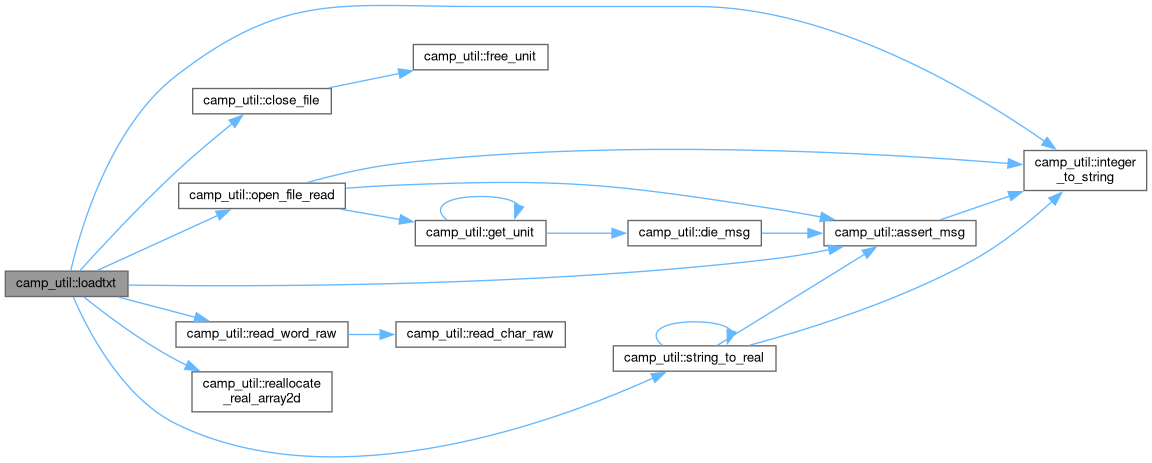 camp_util::free_unit
camp_util::close_file
camp_util::integer
_to_string
camp_util::open_file_read
camp_util::get_unit
camp_util::die_msg
camp_util::assert_msg
camp_util::loadtxt
camp_util::read_word_raw
camp_util::read_char_raw
camp_util::string_to_real
camp_util::reallocate
_real_array2d